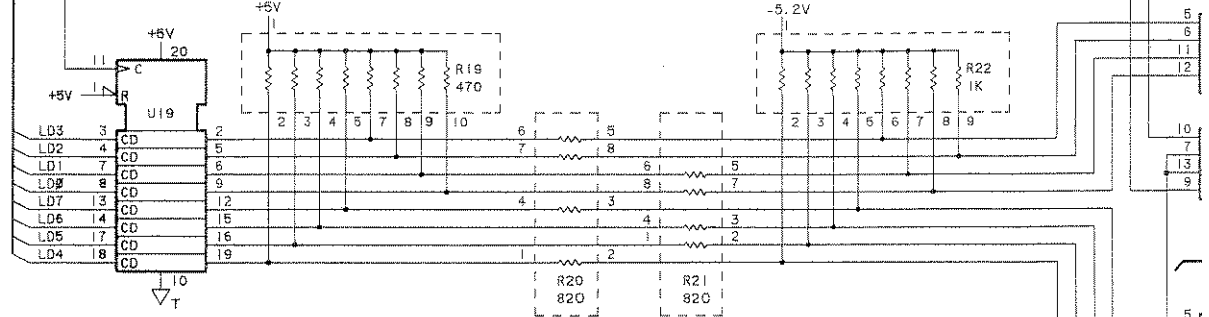 +5V
-5.2V
5
6
11
12
+5V
20
11
C
1
R
+5V
U19
R19
470
R22
1K
2 3 4 5 7 8 9 10
2 3 4 5 6 7 8 9
LD3 3 CD 2 6 5
LD2 4 CD 5 7 8
LD1 7 CD 6 6 5
LD0 8 CD 9 8 7
LD7 13 CD 12 4 3
LD6 14 CD 15 4 3
LD5 17 CD 16 1 2
LD4 18 CD 19 1 2
10
7
13
9
10
T
R20
820
R21
820
5